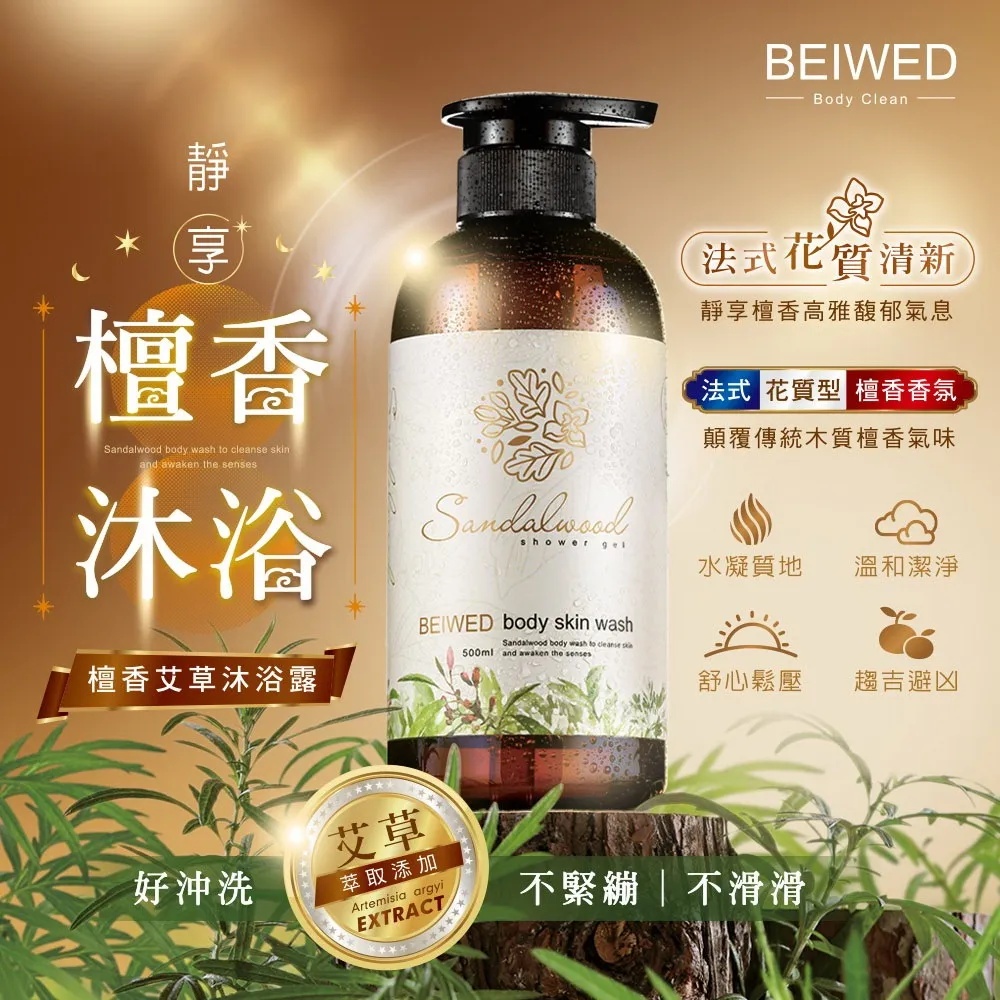 BEIWED
Body Clean
靜
享
檀香
Sandalwood body wash to cleanse skin
and awaken the senses
沐浴
檀香艾草沐浴露
法式花質清新
靜享檀香高雅馥郁氣息
法式 花質型 檀香香氛
顛覆傳統木質檀香氣味
水凝質地
溫和潔淨
舒心鬆壓
趨吉避凶
Sandalwood
shower gel
BEIWED body skin wash
500ml
Sandalwood body wash to cleanse skin
and awaken the senses
艾草
萃取添加
Artemisia argyi
EXTRACT
好沖洗
不緊繃|不滑滑